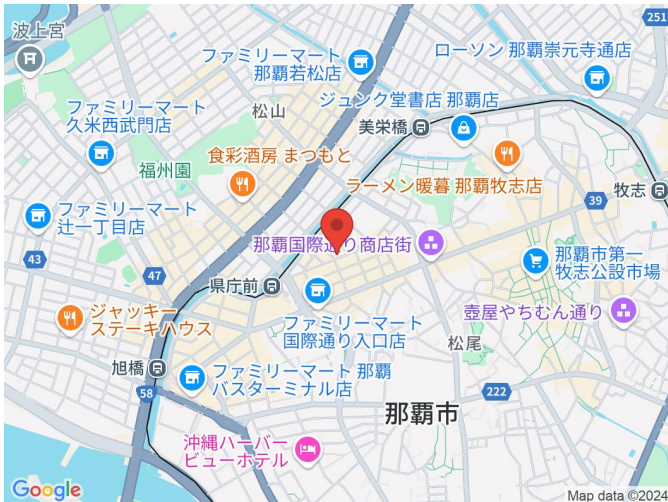 251
波上宮
ファミリーマート
那覇若松店
ローソン 那覇崇元寺通店
ファミリーマート
久米西武門店
松山
ジュンク堂書店 那覇店
美栄橋
福州園
食彩酒房 まつもと
ラーメン暖暮 那覇牧志店
牧志
39
ファミリーマート
辻一丁目店
那覇国際通り商店街
43
47
県庁前
那覇市第一
牧志公設市場
ジャッキー
ステーキハウス
ファミリーマート
国際通り入口店
壺屋やちむん通り
松尾
旭橋
ファミリーマート 那覇
バスターミナル店
58
222
那覇市
沖縄ハーバー
ビューホテル
Google
Map data ©2024